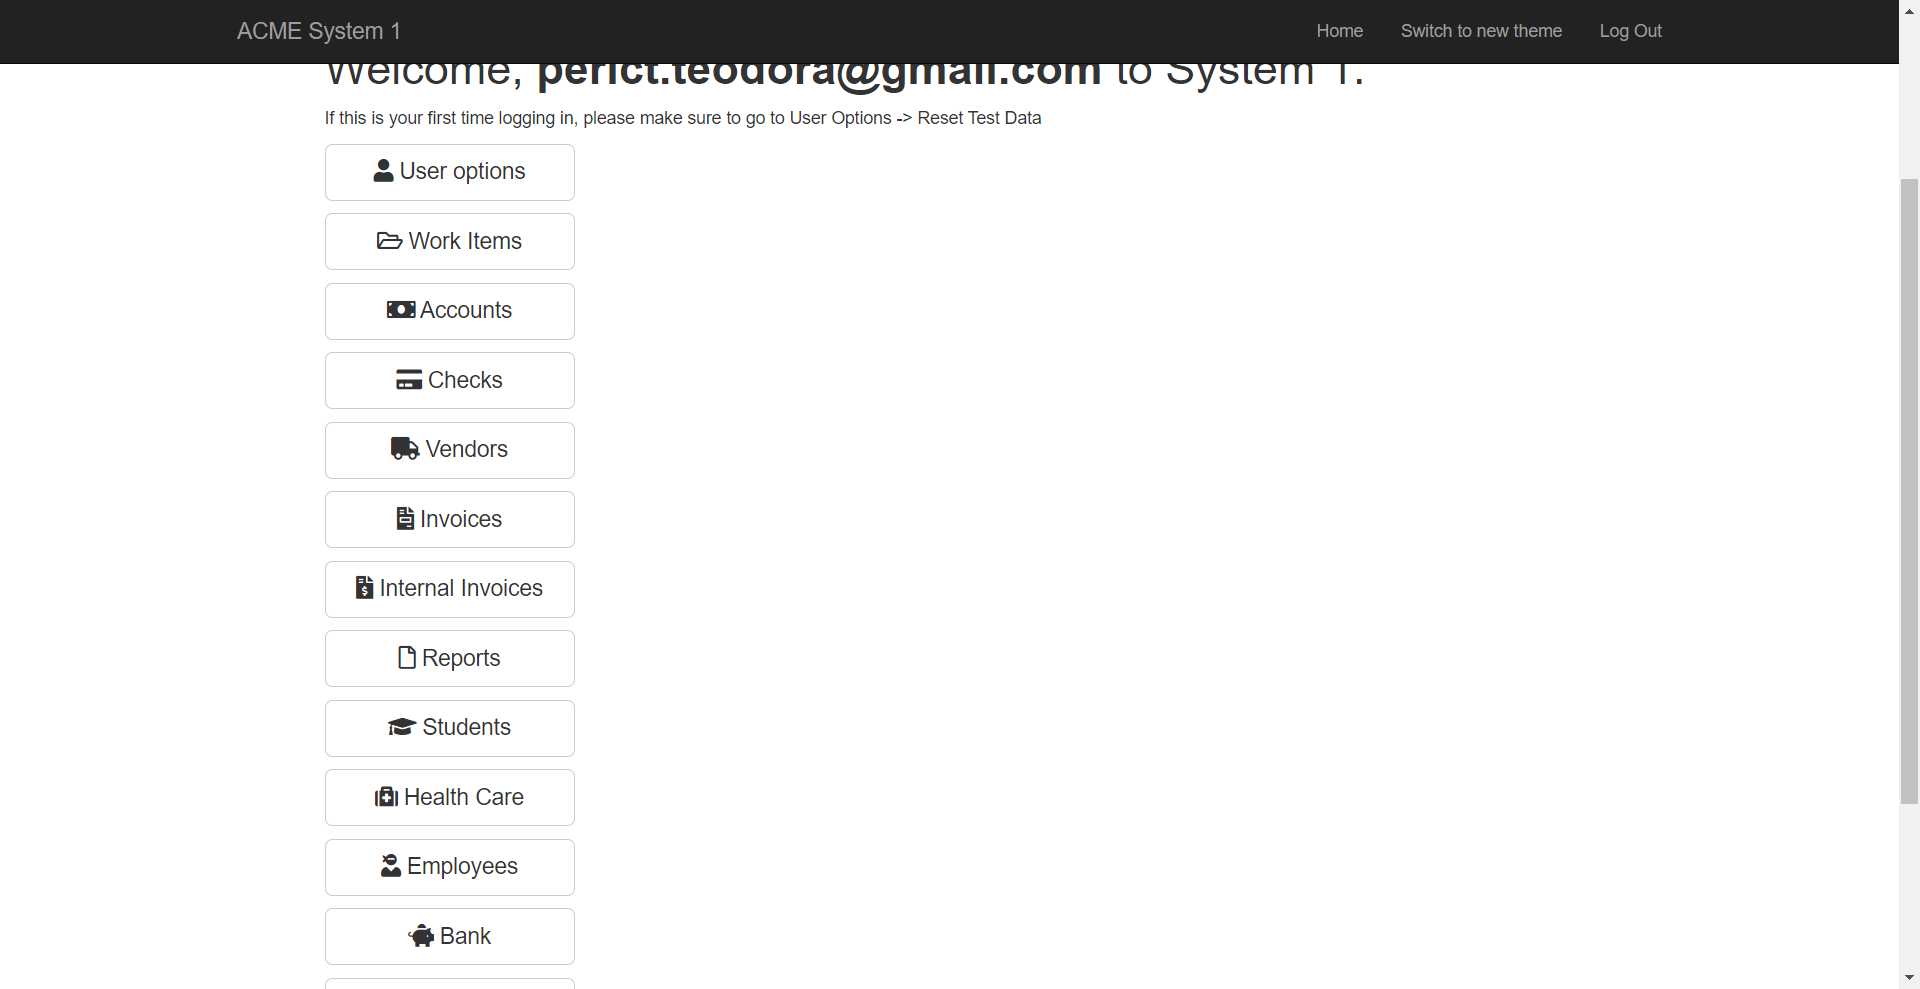 ACME System 1
Home
Switch to new theme
Log Out
Welcome, perict.teodora@gmail.com to System 1.
If this is your first time logging in, please make sure to go to User Options -> Reset Test Data
User options
Work Items
Accounts
Checks
Vendors
Invoices
Internal Invoices
Reports
Students
Health Care
Employees
Bank